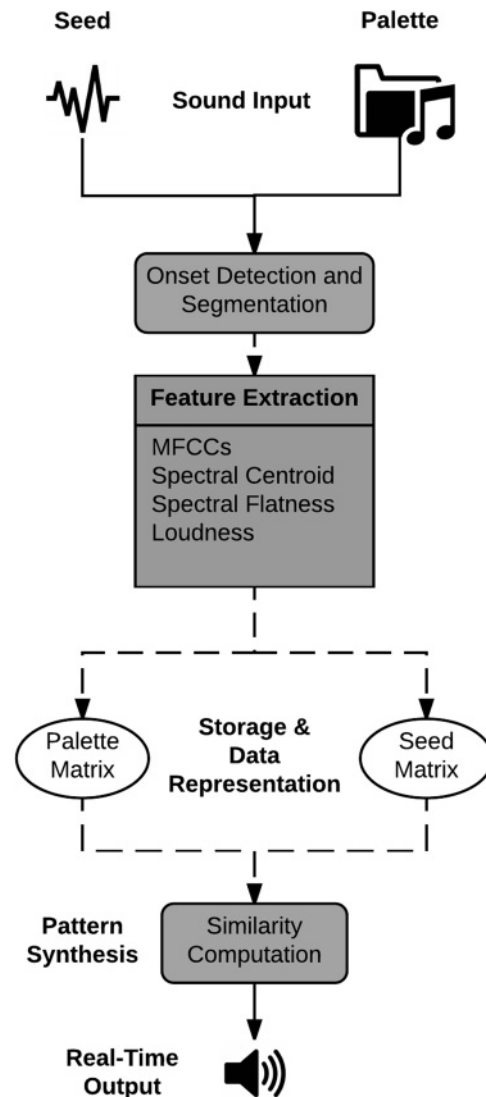 Seed
Palette
Sound Input
Onset Detection and
Segmentation
Feature Extraction
MFCCs
Spectral Centroid
Spectral Flatness
Loudness
Palette
Matrix
Storage &
Data
Representation
Seed
Matrix
Pattern
Synthesis
Similarity
Computation
Real-Time
Output